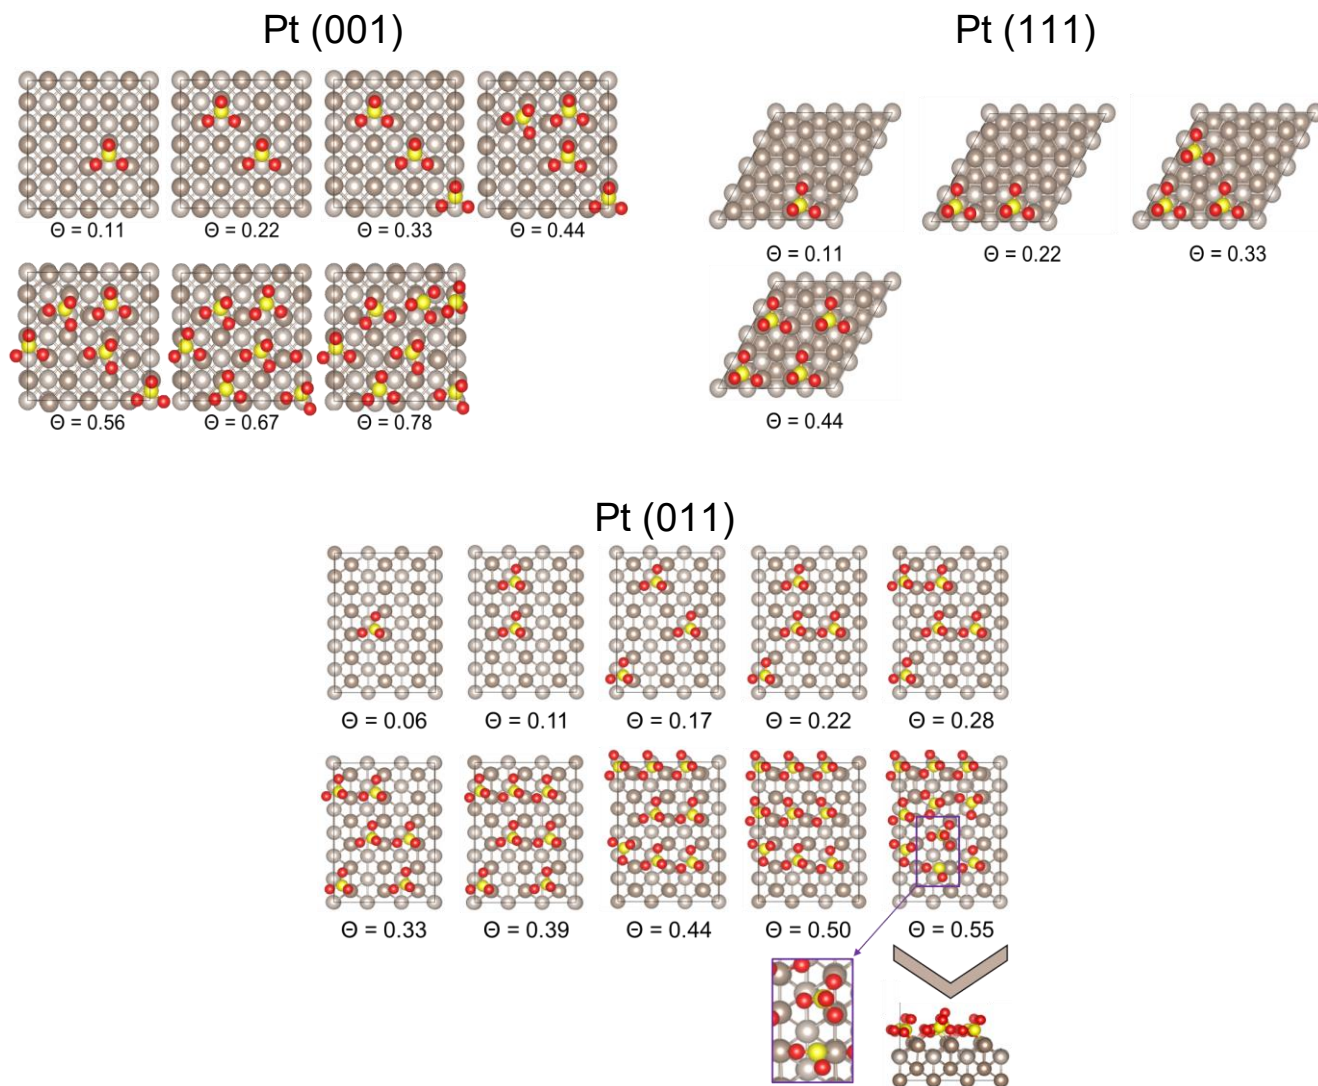 Pt (001)
Pt (111)
Θ = 0.11
Θ = 0.22
Θ = 0.33
Θ = 0.44
Θ = 0.56
Θ = 0.67
Θ = 0.78
Θ = 0.11
Θ = 0.22
Θ = 0.33
Θ = 0.44
Pt (011)
Θ = 0.06
Θ = 0.11
Θ = 0.17
Θ = 0.22
Θ = 0.28
Θ = 0.33
Θ = 0.39
Θ = 0.44
Θ = 0.50
Θ = 0.55